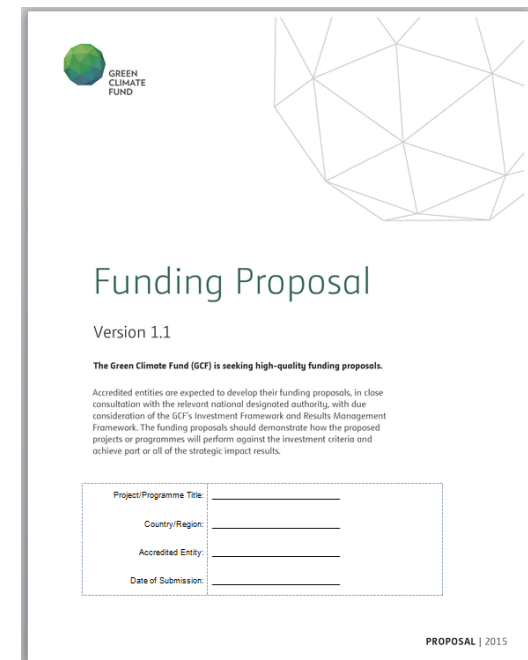 GREEN
CLIMATE
FUND
Funding Proposal
Version 1.1
The Green Climate Fund (GCF) is seeking high-quality funding proposals.
Accredited entities are expected to develop their funding proposals, in close
consultation with the relevant national designated authority, with due
consideration of the GCF's Investment Framework and Results Management
Framework. The funding proposals should demonstrate how the proposed
projects or programmes will perform against the investment criteria and
achieve part or all of the strategic impact results.
Project/Programme Title:
Country/Region:
Accredited Entity:
Date of Submission:
PROPOSAL | 2015